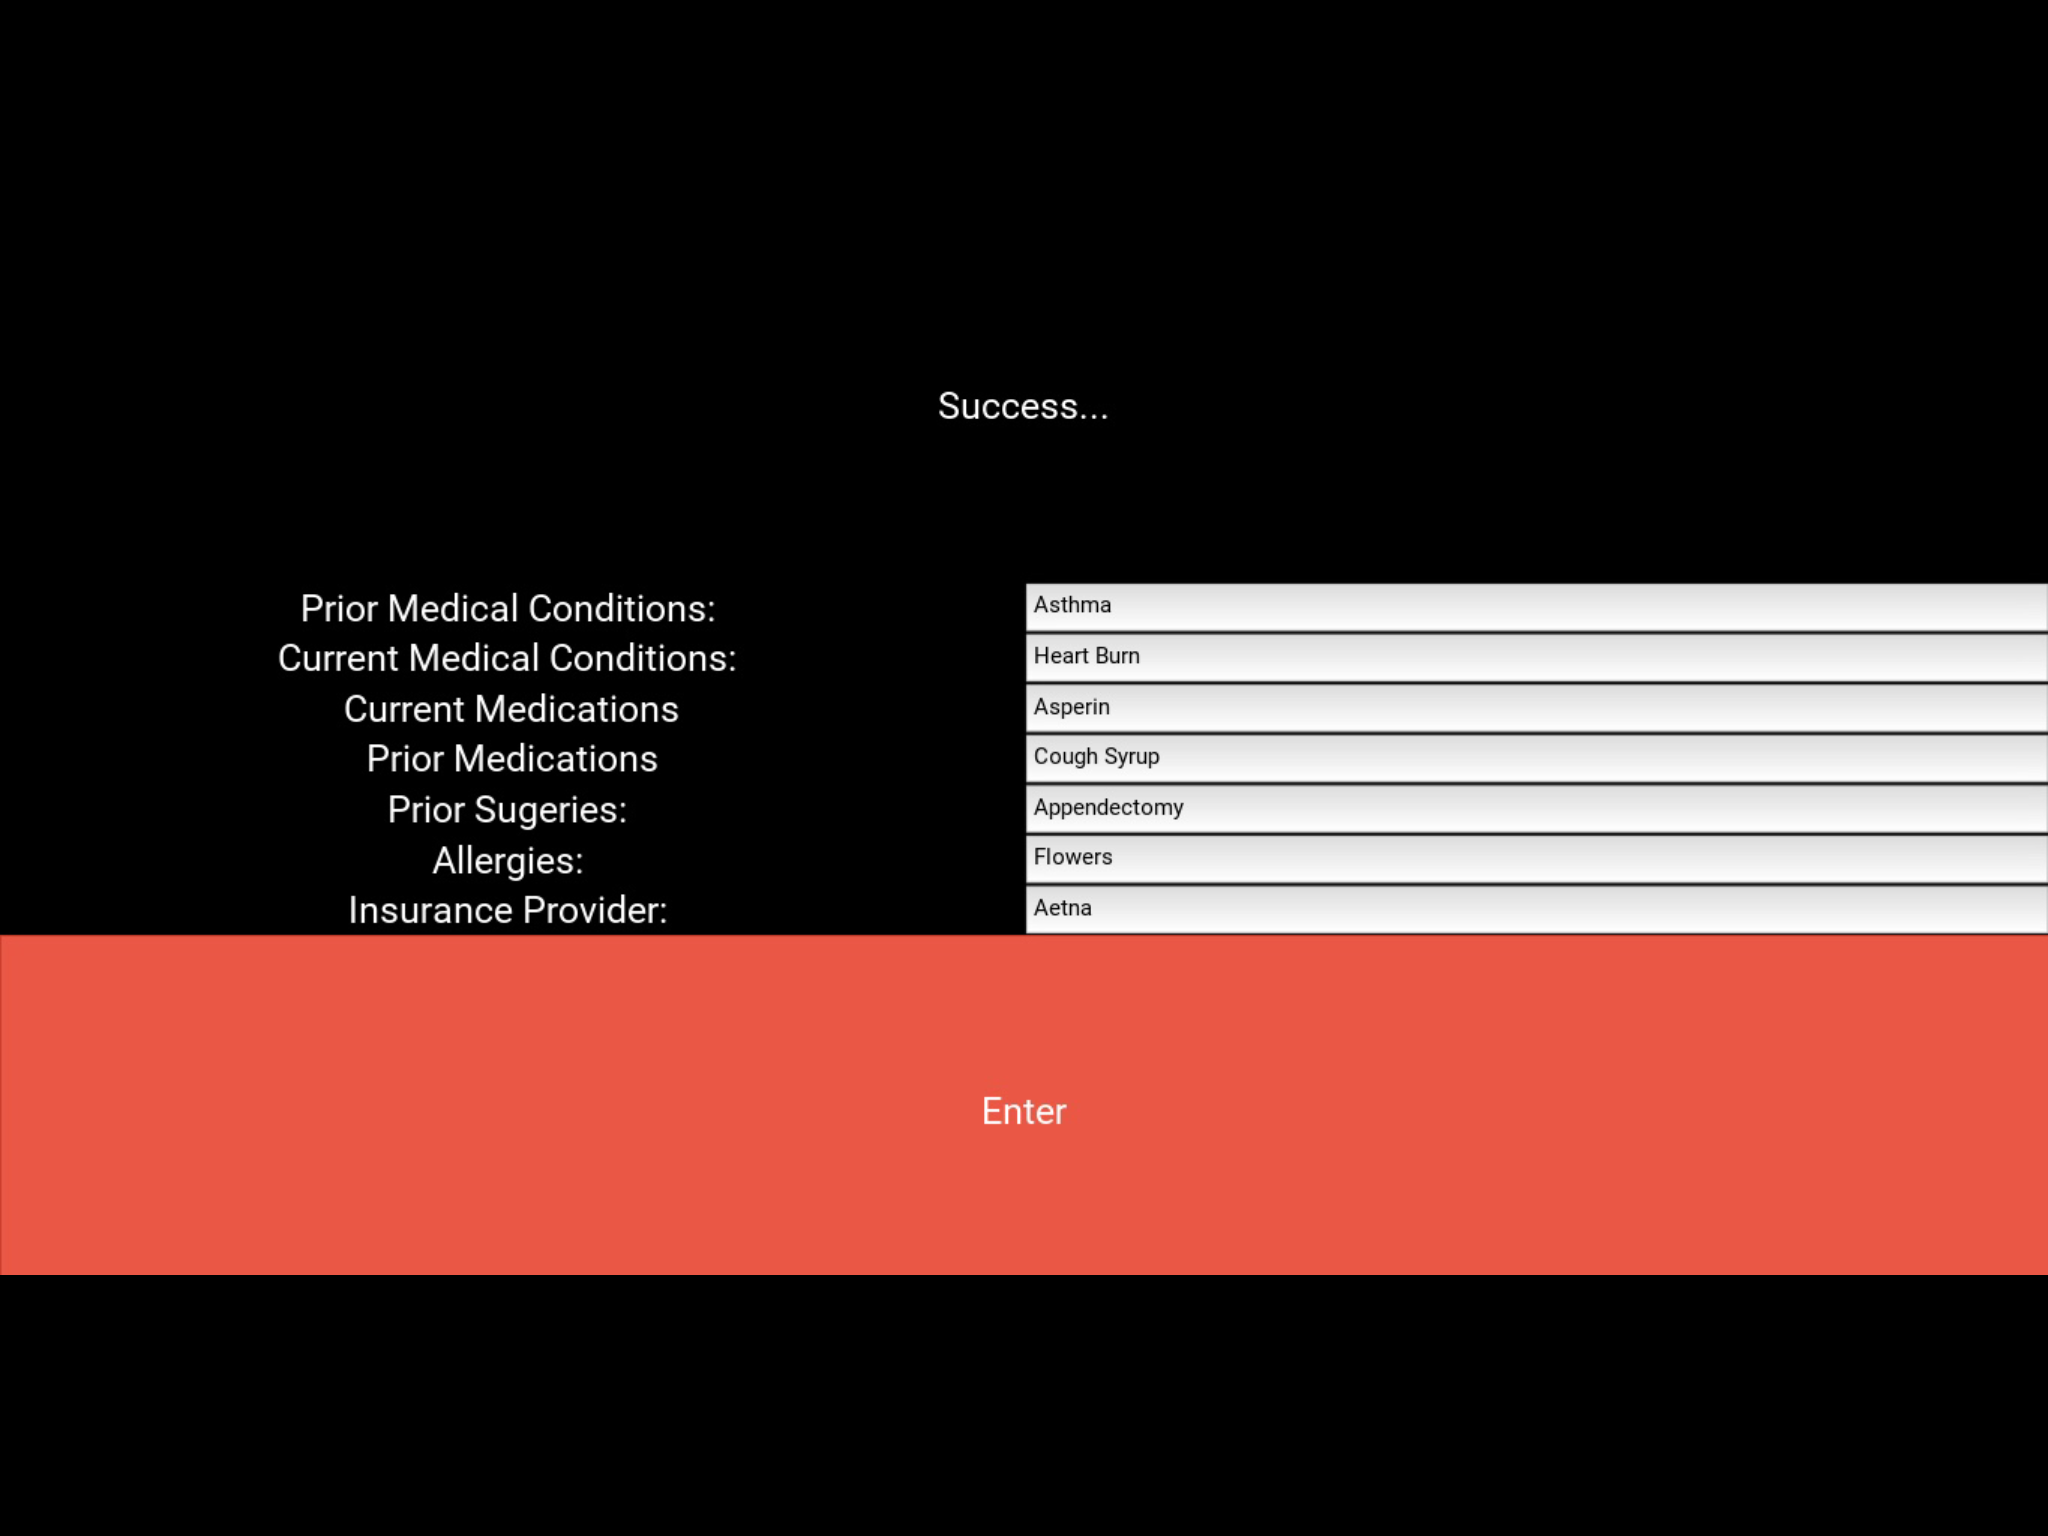 Success...
Prior Medical Conditions: Asthma
Current Medical Conditions: Heart Burn
Current Medications Asperin
Prior Medications Cough Syrup
Prior Sugeries: Appendectomy
Allergies: Flowers
Insurance Provider: Aetna
Enter